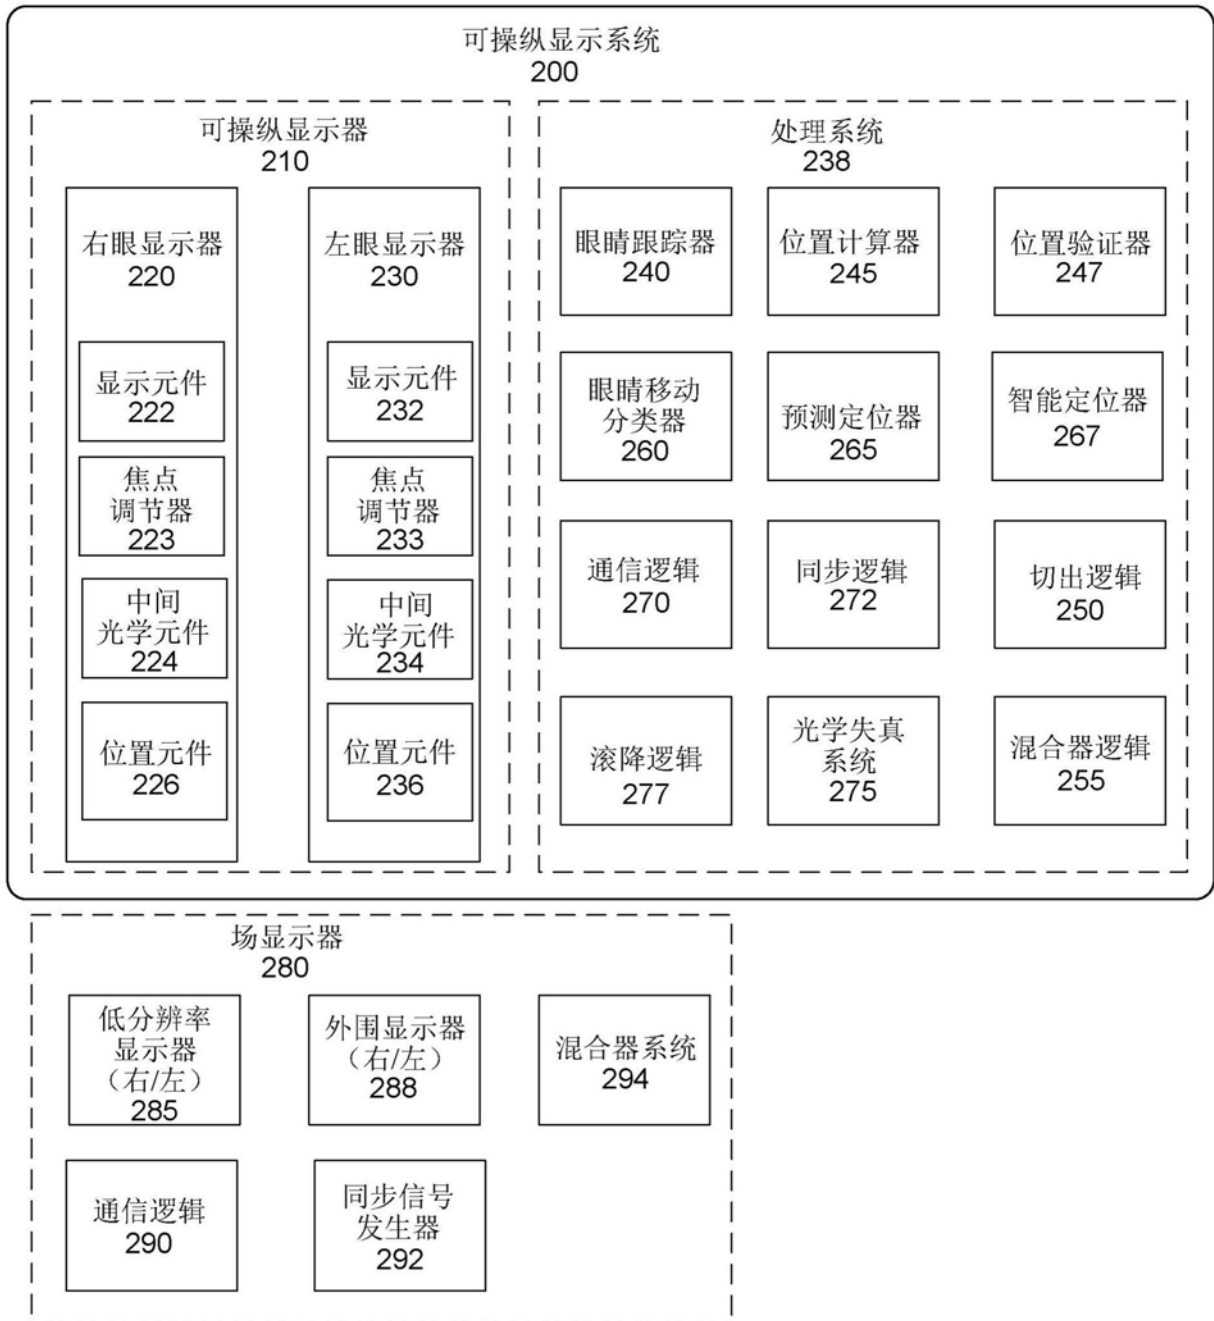 可操纵显示系统
200
可操纵显示器
210
右眼显示器
220
显示元件
222
焦点
调节器
223
中间
光学元件
224
位置元件
226
左眼显示器
230
显示元件
232
焦点
调节器
233
中间
光学元件
234
位置元件
236
处理系统
238
眼睛跟踪器
240
位置计算器
245
位置验证器
247
眼睛移动
分类器
260
预测定位器
265
智能定位器
267
通信逻辑
270
同步逻辑
272
切出逻辑
250
滚降逻辑
277
光学失真
系统
275
混合器逻辑
255
场显示器
280
低分辨率
显示器
（右/左）
285
外围显示器
（右/左）
288
混合器系统
294
通信逻辑
290
同步信号
发生器
292